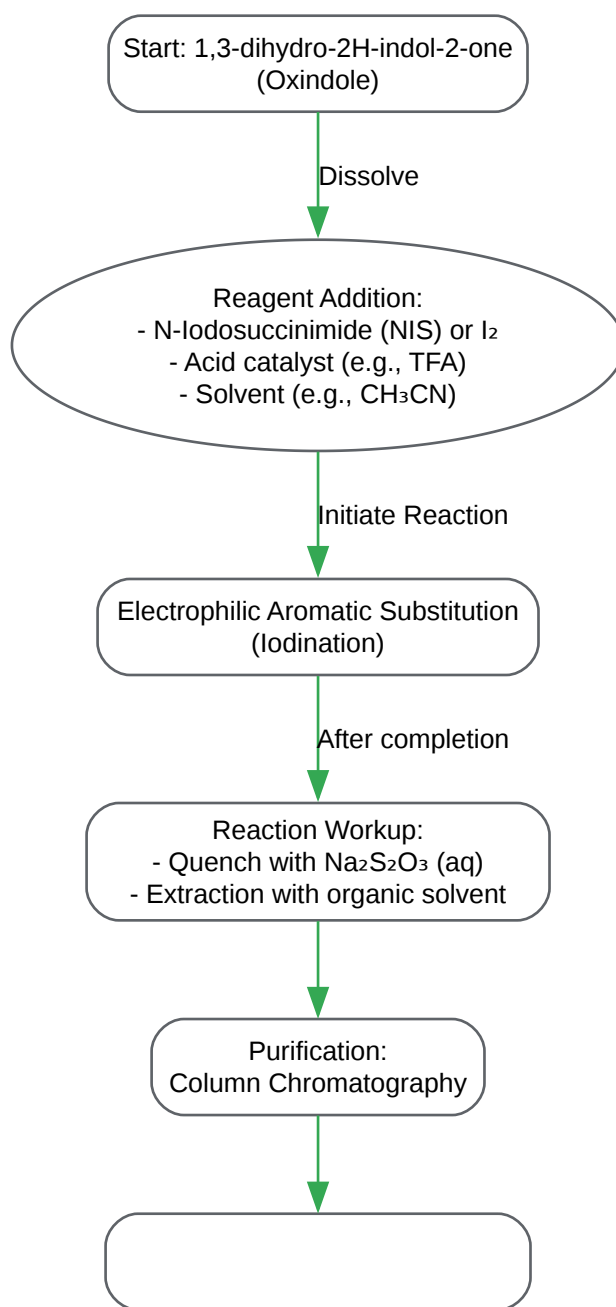 Start: 1,3-dihydro-2H-indol-2-one
(Oxindole)
Dissolve
Reagent Addition:
- N-Iodosuccinimide (NIS) or I₂
- Acid catalyst (e.g., TFA)
- Solvent (e.g., CH₃CN)
Initiate Reaction
Electrophilic Aromatic Substitution
(Iodination)
After completion
Reaction Workup:
- Quench with Na₂S₂O₃ (aq)
- Extraction with organic solvent
Purification:
Column Chromatography